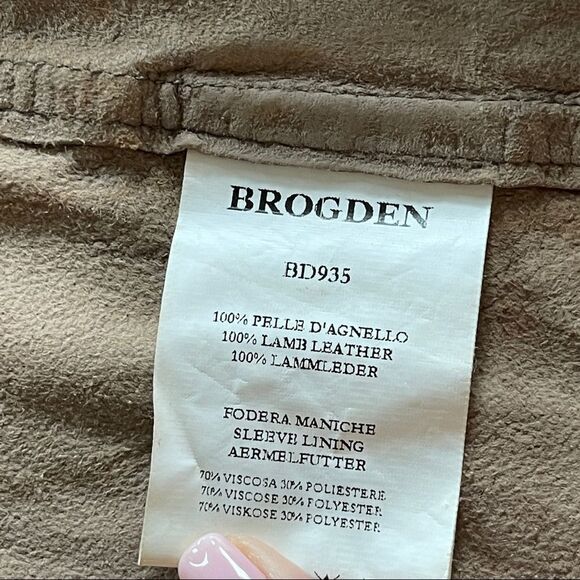 BROGDEN
BD935
100% PELLE D'AGNELLO
100% LAMB LEATHER
100% LAMMLEDER
FODERA MANICHE
SLEEVE LINING
AERMELFUTTER
70% VISCOSA 30% POLIESTERE
70% VISCOSE 30% POLYESTER
70% VISKOSE 30% POLYESTER